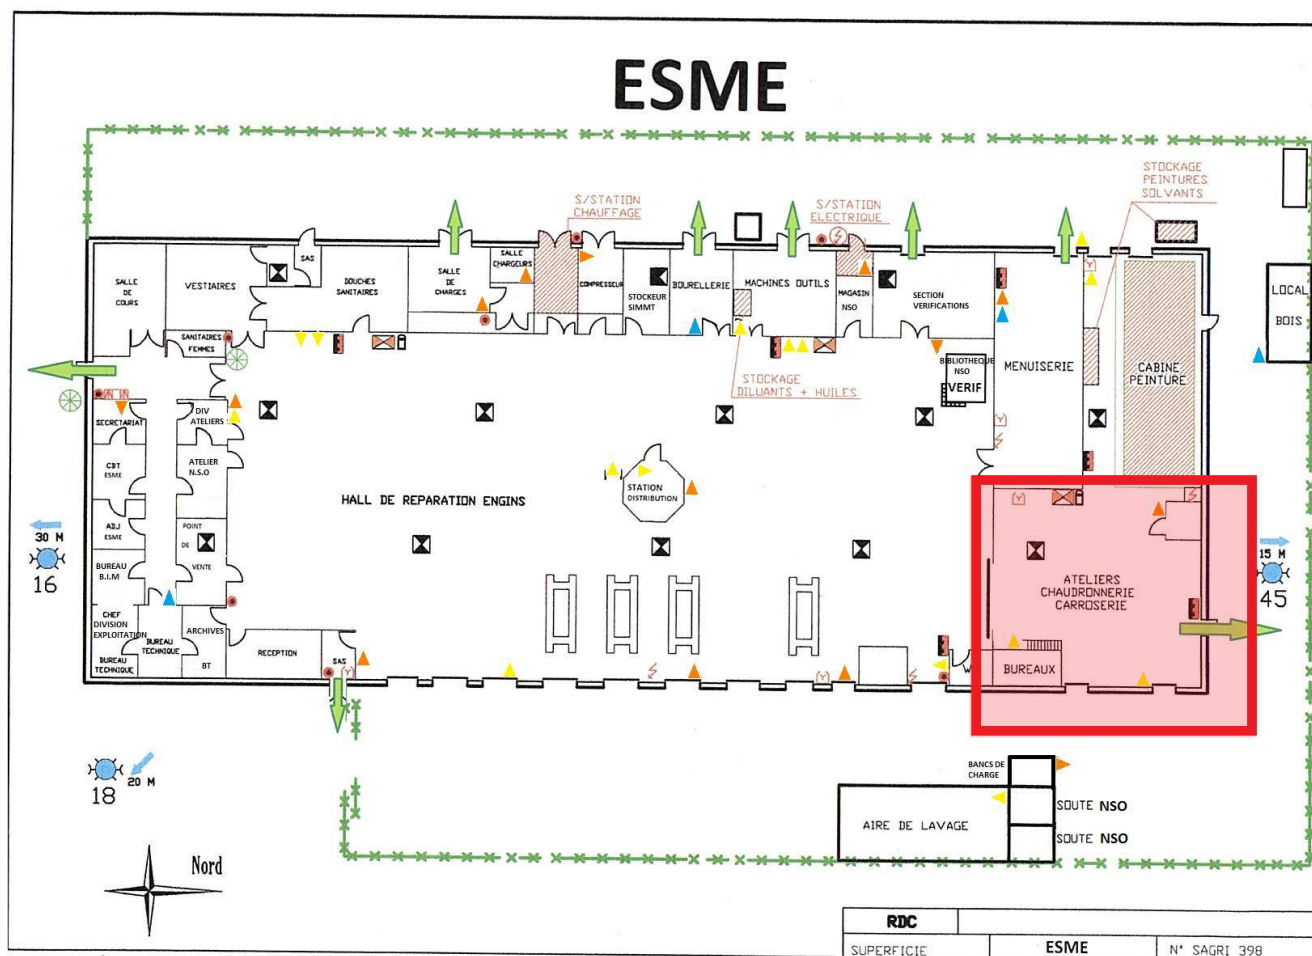 ESME
STOCKAGE
PEINTURES
SOLVANTS
S/STATION
CHAUFFAGE
S/STATION
ELECTRIQUE
SALLE
DE
COURS
VESTIAIRES
SAS
DOUCHES
SANITAIRES
SALLE
DE
CHARGES
SALLE
CHARGEURS
COMPRESSEUR
STOCKEUR
SIMMT
BOURELLERIE
MACHINES OUTILS
MAGASIN
NSO
SECTION
VERIFICATIONS
LOCAL
BOIS
SANITAIRES
FEMMES
STOCKAGE
DILUANTS + HUILES
BIBLIOTHEQUE
NSO
VERIF
MENUISERIE
CABINE
PEINTURE
SECRETARIAT
DIV
ATELIERS
CDT
ESME
ATELIER
N.S.O
HALL DE REPARATION ENGINS
STATION
DISTRIBUTION
ADJ
ESME
POINT
DE
VENTE
30 M
16
BUREAU
B.I.M
15 M
45
ATELIERS
CHAUDRONNERIE
CARROSERIE
CHEF
DIVISION
EXPLOITATION
BUREAU
TECHNIQUE
ARCHIVES
BT
BUREAU
TECHNIQUE
RECEPTION
SAS
W
BUREAUX
20 M
18
BANCS DE
CHARGE
AIRE DE LAVAGE
SOUTE NSO
SOUTE NSO
Nord
RDC
SUPERFICIE
ESME
N° SAGRI 398